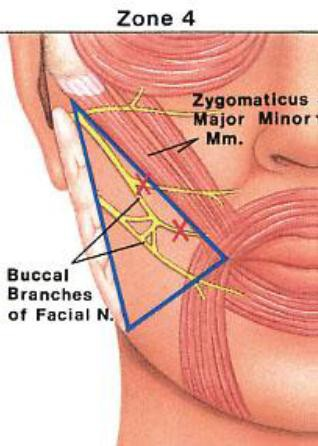 Zone 4
Zygomaticus
Major Minor
Mm.
Buccal
Branches
of Facial N.